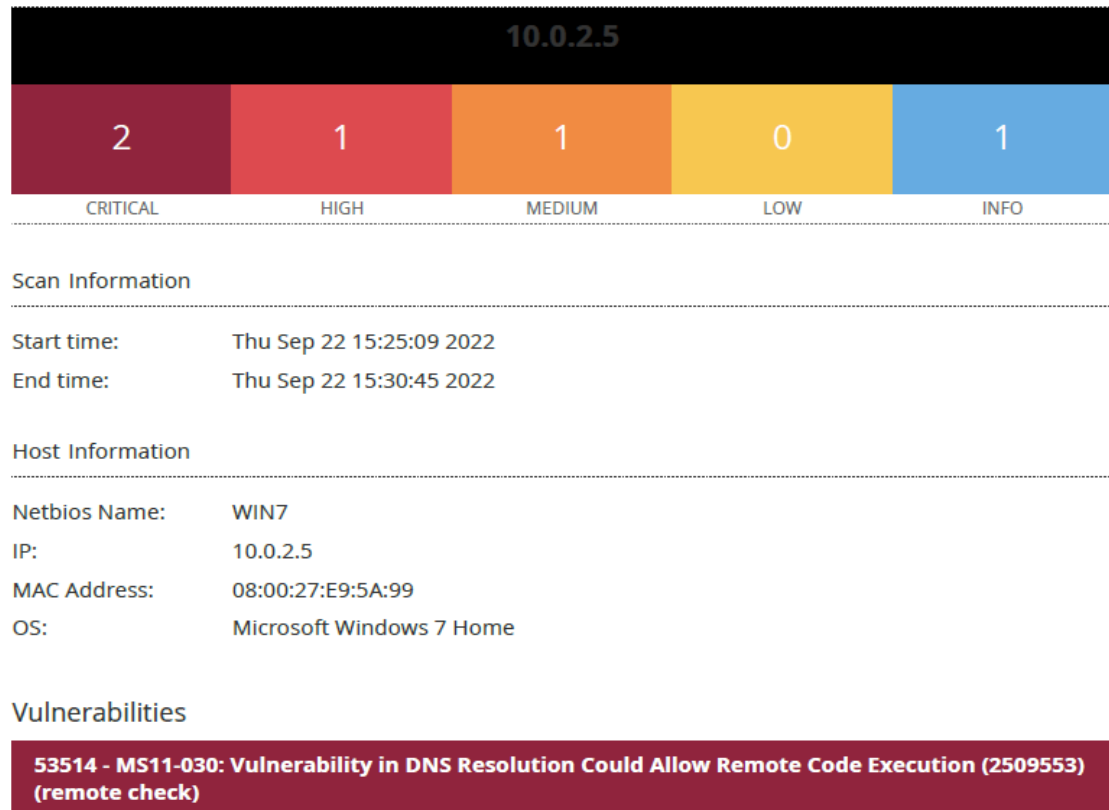 10.0.2.5
2 1 1 0 1
CRITICAL HIGH MEDIUM LOW INFO
Scan Information
Start time: Thu Sep 22 15:25:09 2022
End time: Thu Sep 22 15:30:45 2022
Host Information
Netbios Name: WIN7
IP: 10.0.2.5
MAC Address: 08:00:27:E9:5A:99
OS: Microsoft Windows 7 Home
Vulnerabilities
53514 - MS11-030: Vulnerability in DNS Resolution Could Allow Remote Code Execution (2509553)
(remote check)